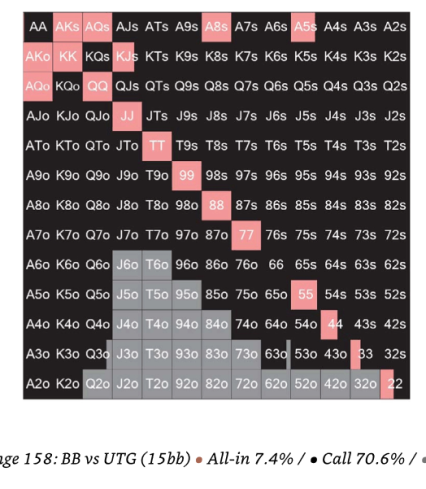 AA AKs AQs AJs ATs A9s A8s A7s A6s A5s A4s A3s A2s
AKo KK KQs KJs KTs K9s K8s K7s K6s K5s K4s K3s K2s
AQo KQo QQ QJs QTs Q9s Q8s Q7s Q6s Q5s Q4s Q3s Q2s
AJo KJo QJo JJ JTs J9s J8s J7s J6s J5s J4s J3s J2s
ATo KTo QTo JTo TT T9s T8s T7s T6s T5s T4s T3s T2s
A9o K9o Q9o J9o T9o 99 98s 97s 96s 95s 94s 93s 92s
A8o K8o Q8o J8o T8o 98o 88 87s 86s 85s 84s 83s 82s
A7o K7o Q7o J7o T7o 97o 87o 77 76s 75s 74s 73s 72s
A6o K6o Q6o J6o T6o 96o 86o 76o 66 65s 64s 63s 62s
A5o K5o Q5o J5o T5o 95o 85o 75o 65o 55 54s 53s 52s
A4o K4o Q4o J4o T4o 94o 84o 74o 64o 54o 44 43s 42s
A3o K3o Q3o J3o T3o 93o 83o 73o 63o 53o 43o 33 32s
A2o K2o Q2o J2o T2o 92o 82o 72o 62o 52o 42o 32o 22
nge 158: BB vs UTG (15bb) • All-in 7.4% / • Call 70.6% / •